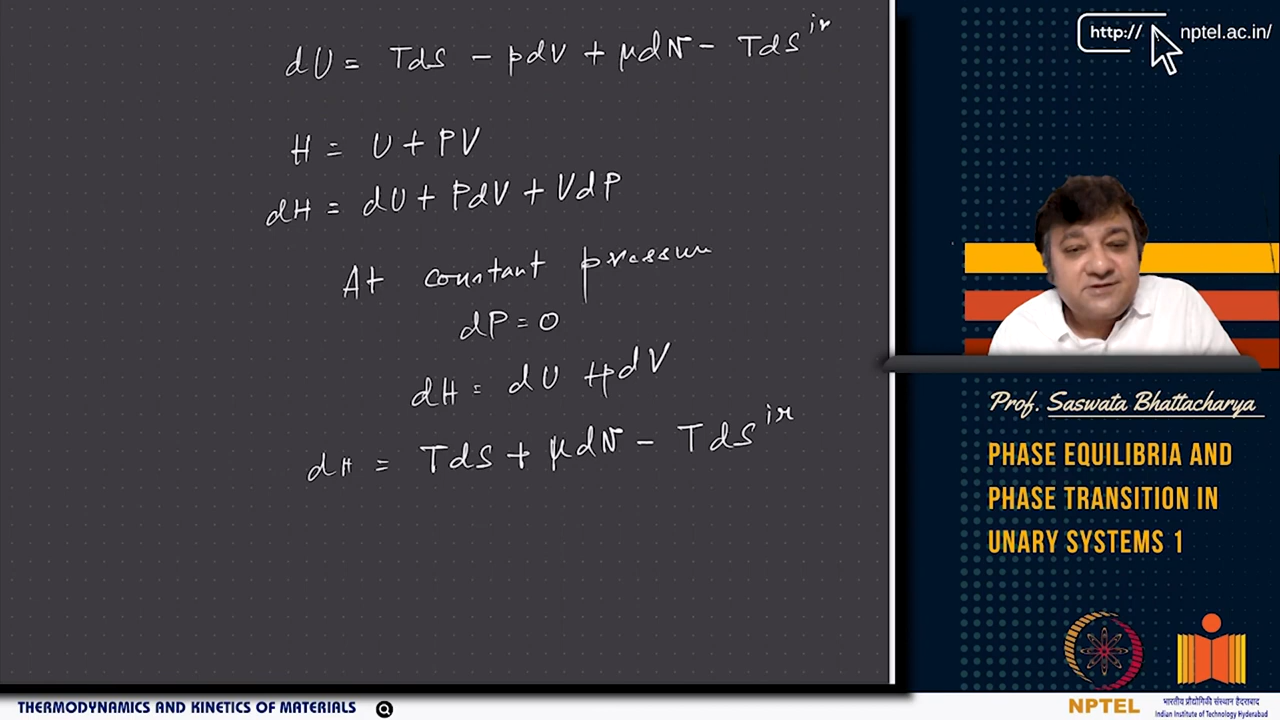 dU = TdS - pdV + μdN - TdS^ir
H = U + PV
dH = dU + PdV + VdP
At constant pressure
dP = 0
dH = dU + pdV
dH = TdS + μdN - TdS^ir
http:// nptel.ac.in/
Prof. Saswata Bhattacharya
PHASE EQUILIBRIA AND
PHASE TRANSITION IN
UNARY SYSTEMS 1
THERMODYNAMICS AND KINETICS OF MATERIALS
NPTEL
भारतीय प्रौद्योगिकी संस्थान हैदराबाद
Indian Institute of Technology Hyderabad